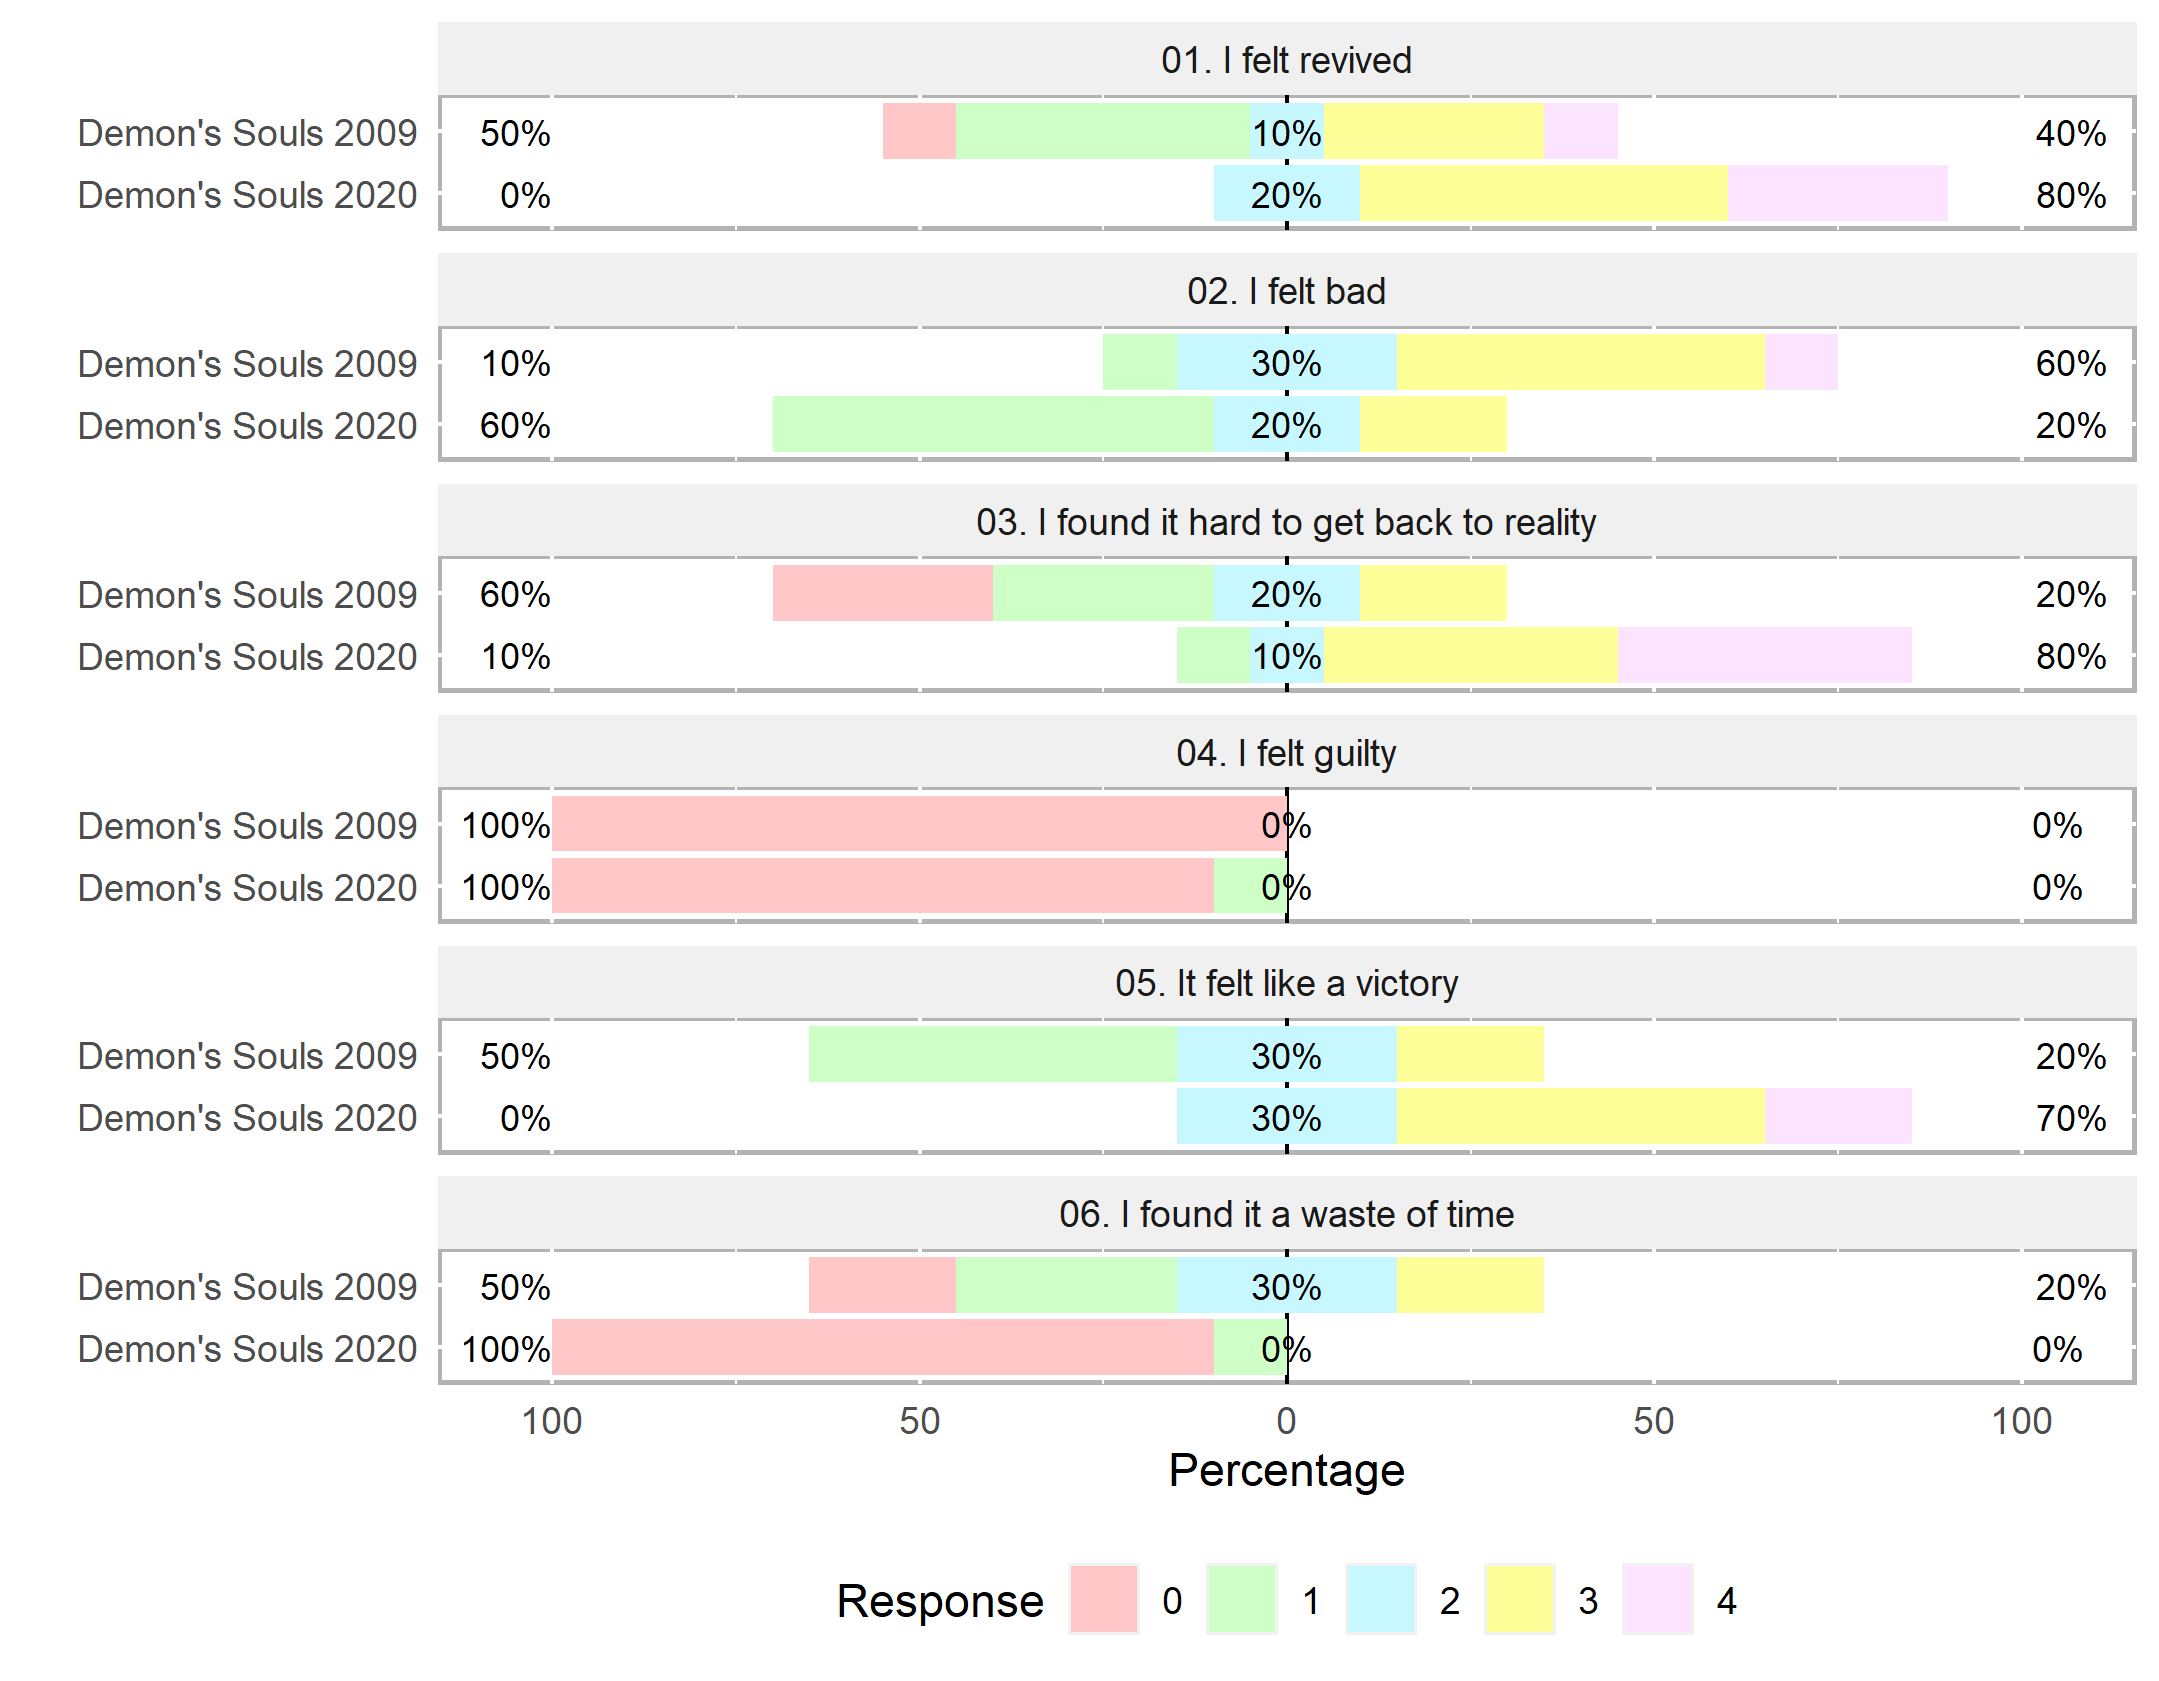 01. I felt revived
Demon's Souls 2009 50% 10% 40%
Demon's Souls 2020 0% 20% 80%
02. I felt bad
Demon's Souls 2009 10% 30% 60%
Demon's Souls 2020 60% 20% 20%
03. I found it hard to get back to reality
Demon's Souls 2009 60% 20% 20%
Demon's Souls 2020 10% 10% 80%
04. I felt guilty
Demon's Souls 2009 100% 0% 0%
Demon's Souls 2020 100% 0% 0%
05. It felt like a victory
Demon's Souls 2009 50% 30% 20%
Demon's Souls 2020 0% 30% 70%
06. I found it a waste of time
Demon's Souls 2009 50% 30% 20%
Demon's Souls 2020 100% 0% 0%
100 50 0 50 100
Percentage
Response 0 1 2 3 4